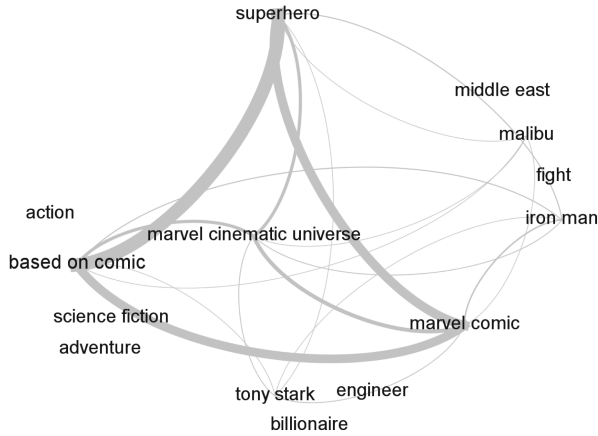 superhero
middle east
malibu
fight
action
iron man
marvel cinematic universe
based on comic
science fiction
marvel comic
adventure
tony stark
engineer
billionaire